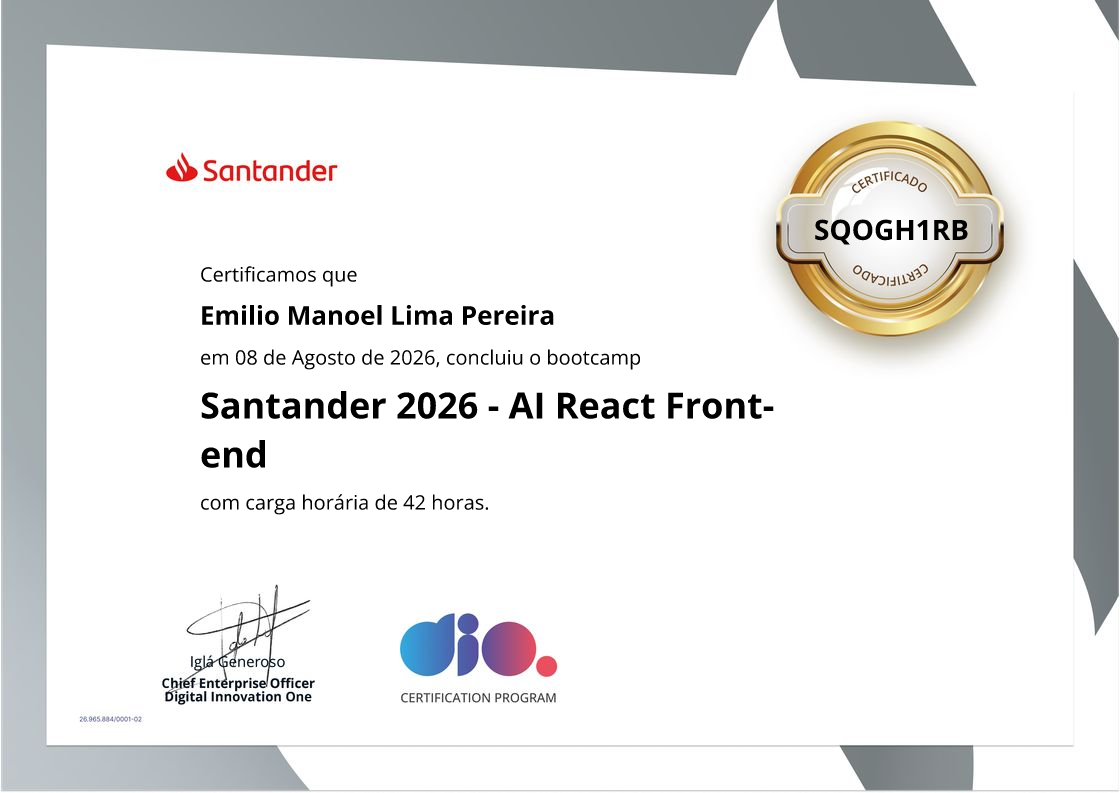 Santander
CERTIFICADO
SQOGH1RB
CERTIFICADO
Certificamos que
Emilio Manoel Lima Pereira
em 08 de Agosto de 2026, concluiu o bootcamp
Santander 2026 - AI React Front-
end
com carga horária de 42 horas.
Iglá Generoso
Chief Enterprise Officer
Digital Innovation One
dio.
CERTIFICATION PROGRAM
26.965.884/0001-02